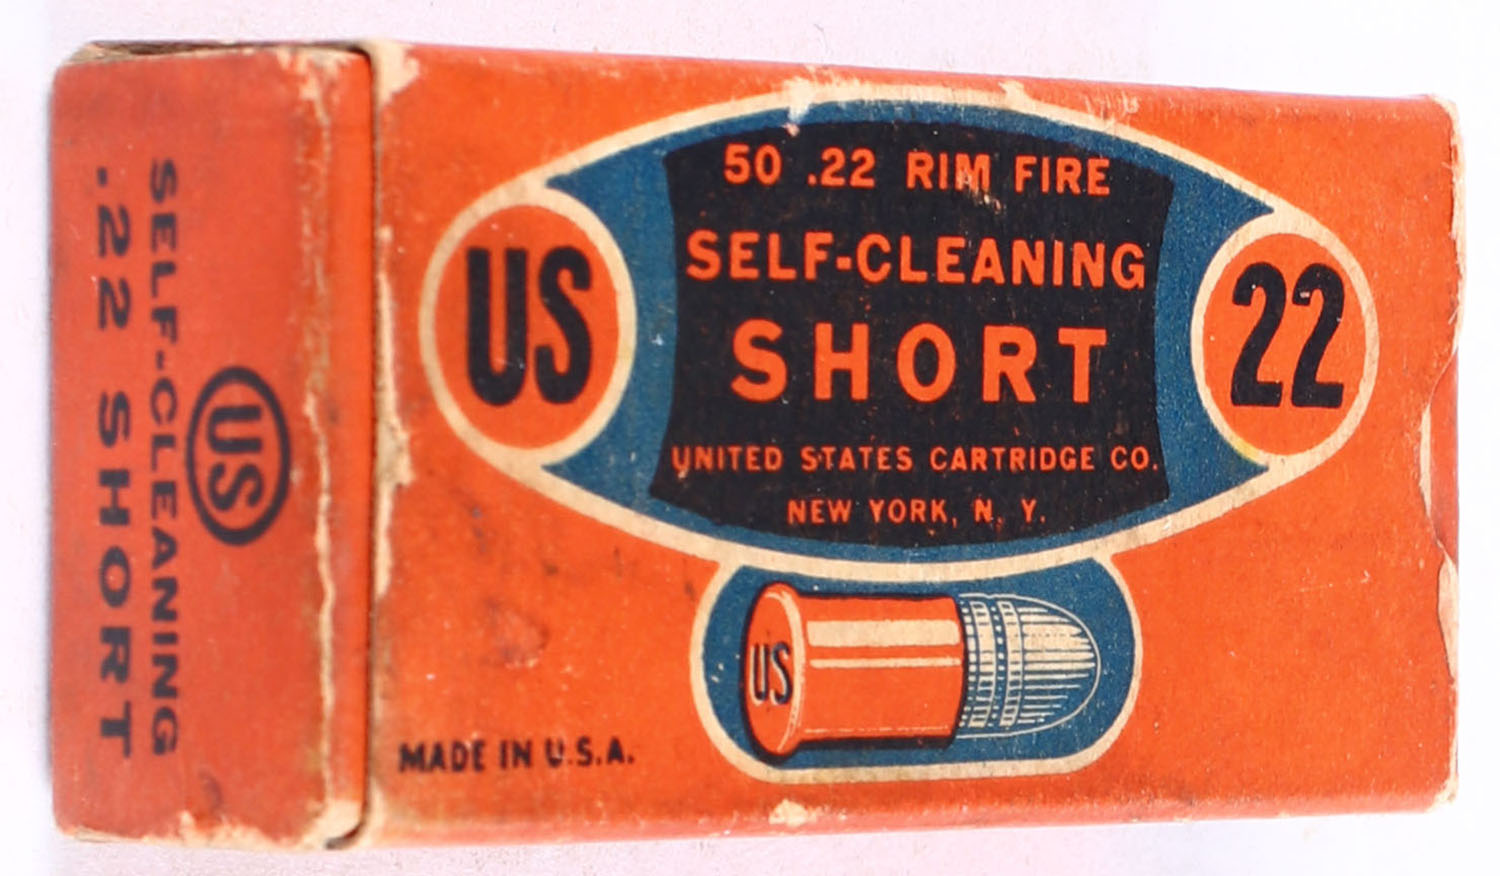 50 .22 RIM FIRE
SELF-CLEANING
SHORT
UNITED STATES CARTRIDGE CO.
NEW YORK, N. Y.
US
22
US
MADE IN U.S.A.
US
SELF-CLEANING
.22 SHORT